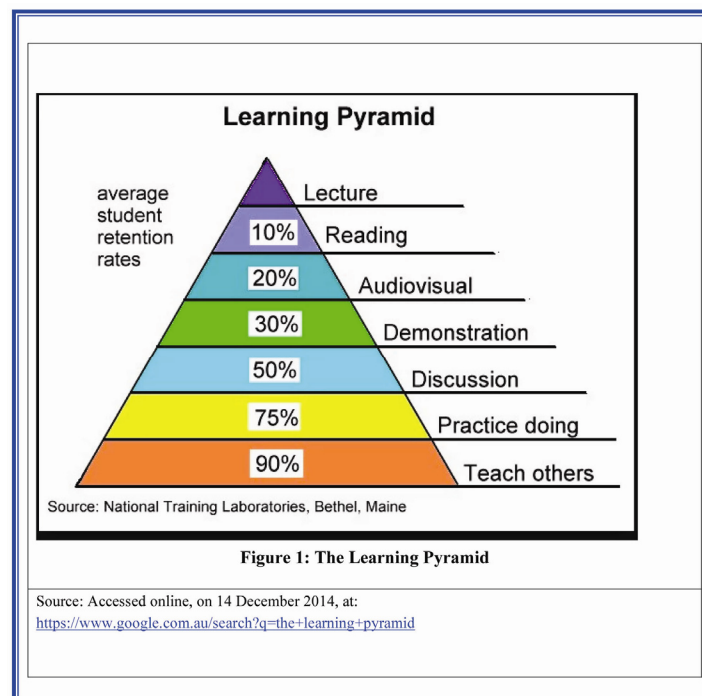 Learning Pyramid
average
student
retention
rates
Lecture
10%
Reading
20%
Audiovisual
30%
Demonstration
50%
Discussion
75%
Practice doing
90%
Teach others
Source: National Training Laboratories, Bethel, Maine
Figure 1: The Learning Pyramid
Source: Accessed online, on 14 December 2014, at:
https://www.google.com.au/search?q=the+learning+pyramid